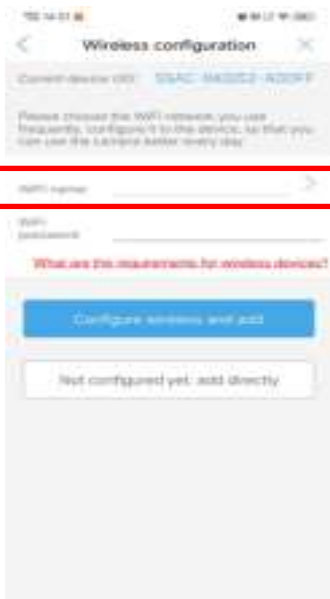 Wireless configuration
Current device UID:
Please choose the WiFi network you use
frequently, configure it to the device, so that you
can use the camera better every day
WiFi name
WiFi
password
What are the requirements for wireless devices?
Configure wireless and add
Not configured yet, add directly